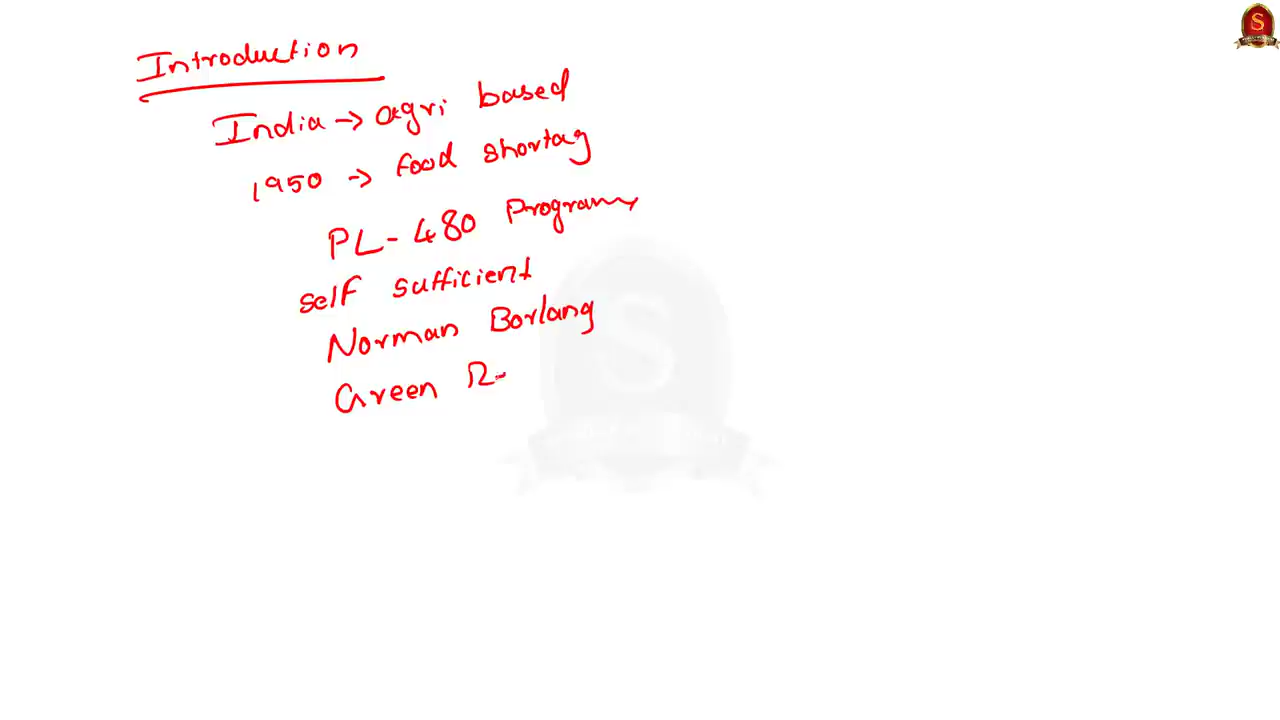 Introduction
India → agri based
1950 → food shortag
PL-480 Program
self sufficient
Norman Borlang
Green R
S